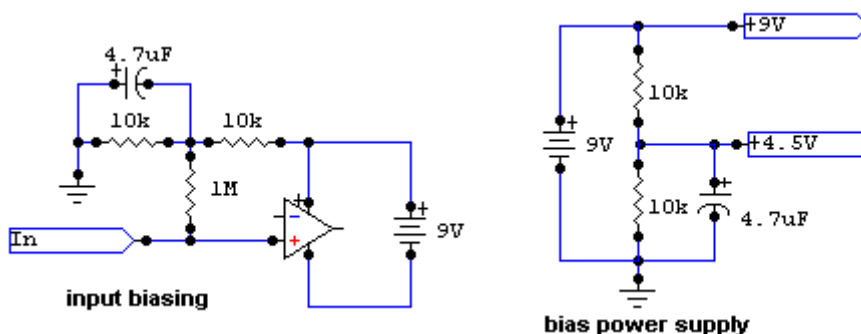 4.7uF
+
10k
10k
1M
+
−
+
In
+
9V
input biasing
+9V
10k
+
9V
+4.5V
+
10k
4.7uF
bias power supply